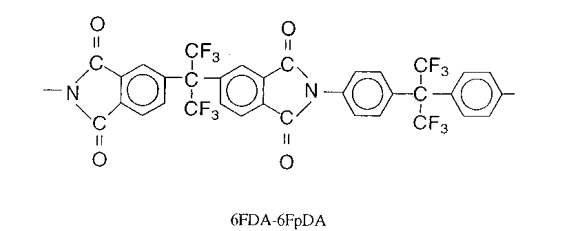 O O
C CF₃ C CF₃
N C N C
C CF₃ C CF₃
O O
6FDA-6FpDA